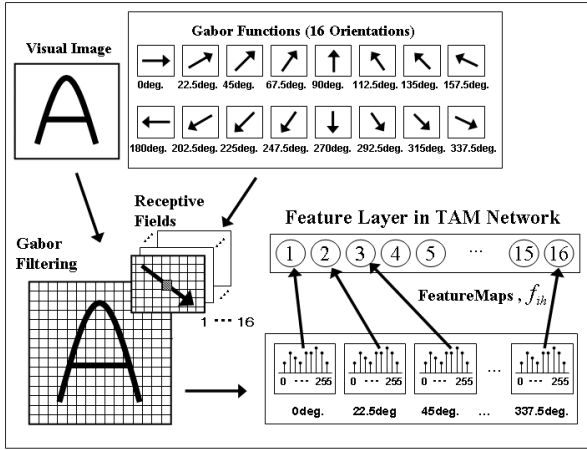 Visual Image
A
Gabor Functions (16 Orientations)
0deg. 22.5deg. 45deg. 67.5deg. 90deg. 112.5deg. 135deg. 157.5deg.
180deg. 202.5deg. 225deg. 247.5deg. 270deg. 292.5deg. 315deg. 337.5deg.
Receptive
Fields
1 ··· 16
Gabor
Filtering
A
Feature Layer in TAM Network
1 2 3 4 5 ··· 15 16
FeatureMaps , f_ih
0 ··· 255 0 ··· 255 0 ··· 255 ... 0 ··· 255
0deg. 22.5deg 45deg. ... 337.5deg.